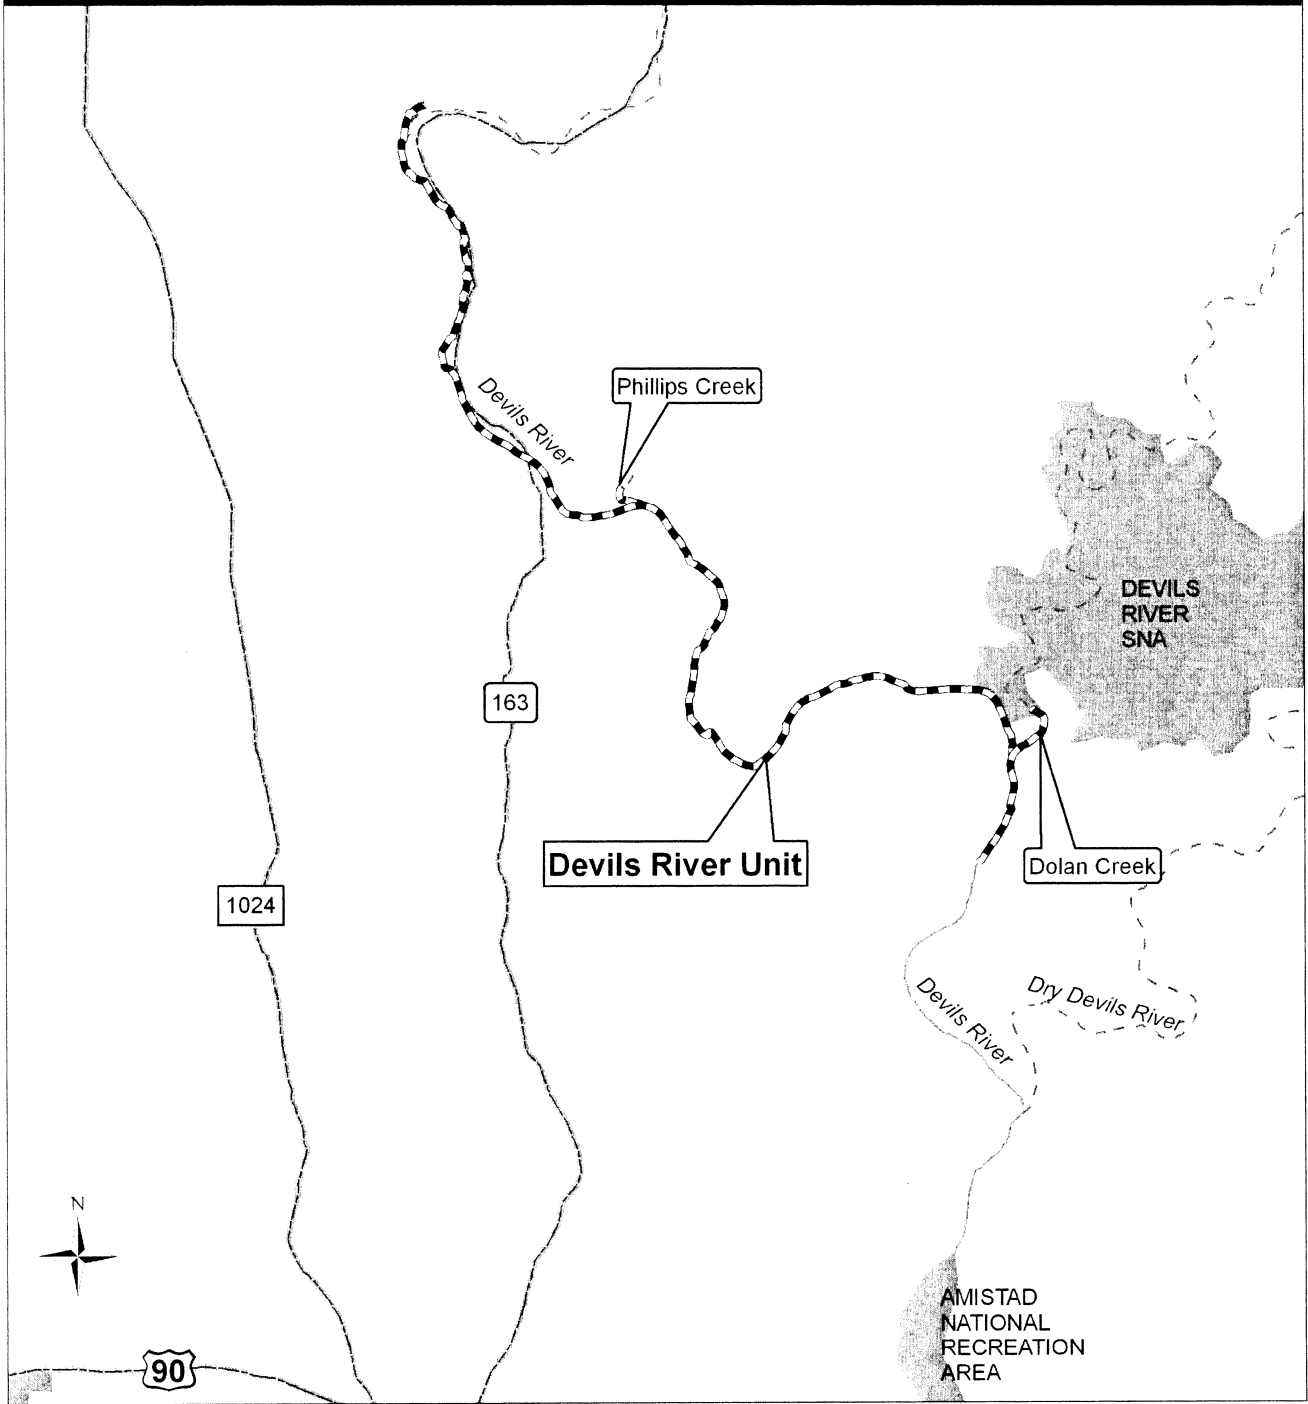 Devils River
Phillips Creek
DEVILS
RIVER
SNA
163
Devils River Unit
Dolan Creek
1024
Devils River
Dry Devils River
N
AMISTAD
NATIONAL
RECREATION
AREA
90